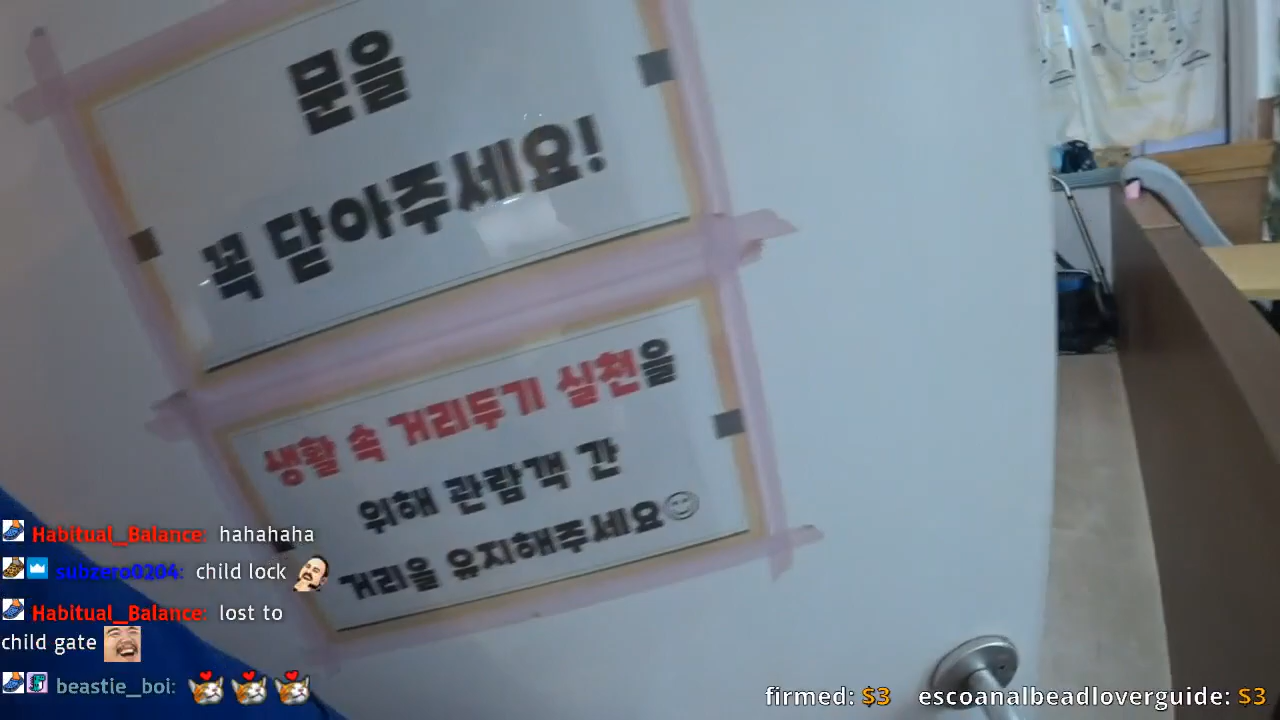 문을
꼭 닫아주세요!
생활 속 거리두기 실천을
위해 관람객 간
거리을 유지해주세요☺
Habitual_Balance: hahahaha
subzero0204: child lock
Habitual_Balance: lost to
child gate
beastie_boi:
firmed: $3 escoanalbeadloverguide: $3